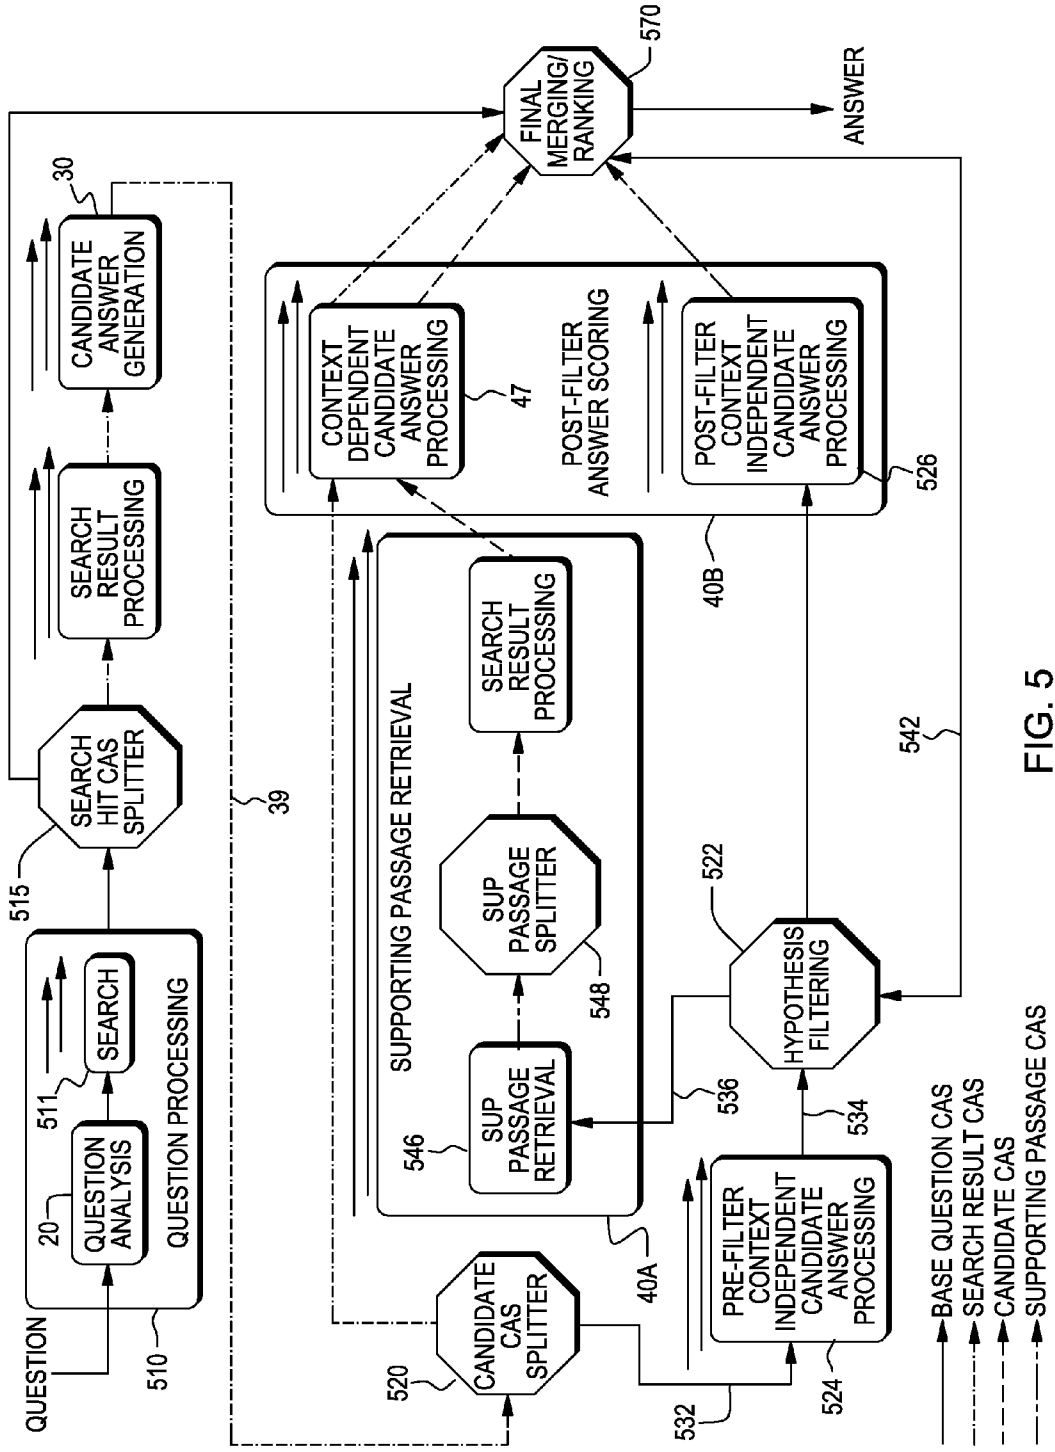 QUESTION
510
20
QUESTION
ANALYSIS
511
SEARCH
QUESTION PROCESSING
515
SEARCH
HIT CAS
SPLITTER
SEARCH
RESULT
PROCESSING
30
CANDIDATE
ANSWER
GENERATION
39
520
CANDIDATE
CAS
SPLITTER
40A
SUPPORTING PASSAGE RETRIEVAL
546
SUP
PASSAGE
RETRIEVAL
SUP
PASSAGE
SPLITTER
548
SEARCH
RESULT
PROCESSING
CONTEXT
DEPENDENT
CANDIDATE
ANSWER
PROCESSING
47
POST-FILTER
ANSWER SCORING
40B
POST-FILTER
CONTEXT
INDEPENDENT
CANDIDATE
ANSWER
PROCESSING
526
FINAL
MERGING/
RANKING
570
ANSWER
532
PRE-FILTER
CONTEXT
INDEPENDENT
CANDIDATE
ANSWER
PROCESSING
524
534
536
522
HYPOTHESIS
FILTERING
542
BASE QUESTION CAS
SEARCH RESULT CAS
CANDIDATE CAS
SUPPORTING PASSAGE CAS
FIG. 5